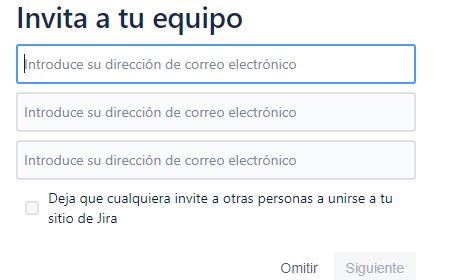 Invita a tu equipo
Introduce su dirección de correo electrónico
Introduce su dirección de correo electrónico
Introduce su dirección de correo electrónico
Deja que cualquiera invite a otras personas a unirse a tu
sitio de Jira
Omitir Siguiente